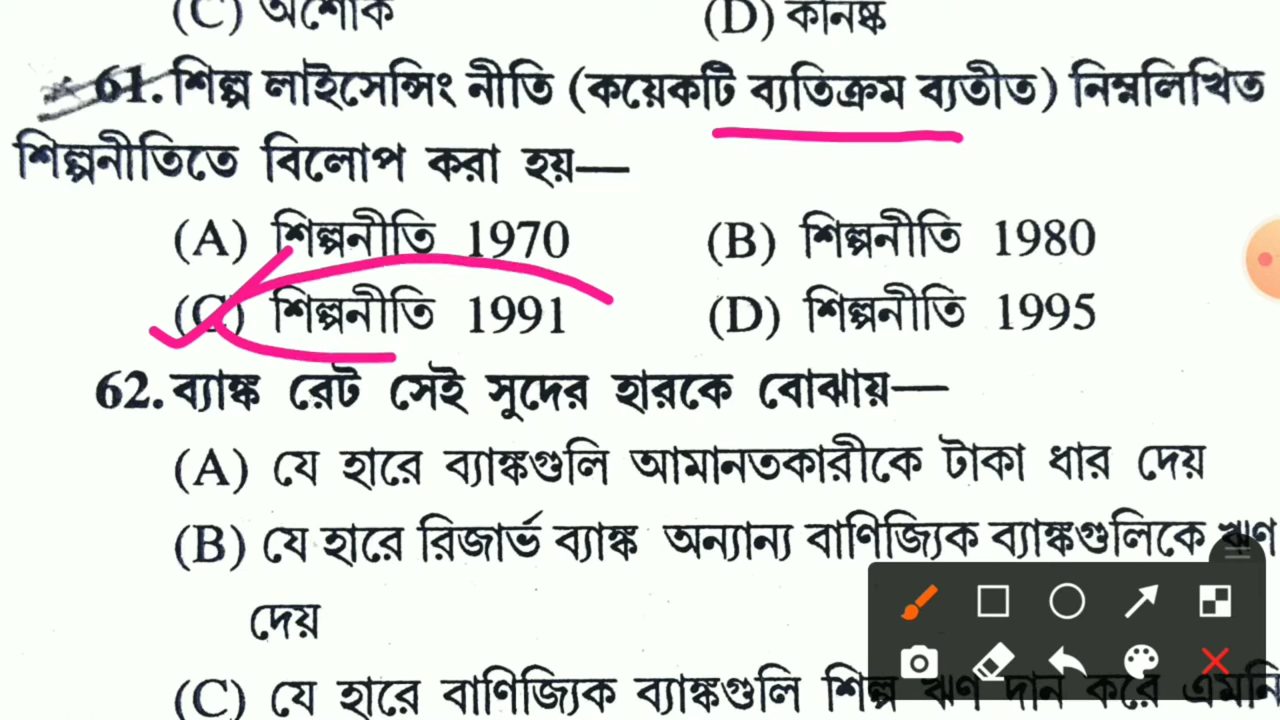 (C) অশোক (D) কনিষ্ক
61. শিল্প লাইসেন্সিং নীতি (কয়েকটি ব্যতিক্রম ব্যতীত) নিম্নলিখিত
শিল্পনীতিতে বিলোপ করা হয়—
(A) শিল্পনীতি 1970 (B) শিল্পনীতি 1980
(C) শিল্পনীতি 1991 (D) শিল্পনীতি 1995
62. ব্যাঙ্ক রেট সেই সুদের হারকে বোঝায়—
(A) যে হারে ব্যাঙ্কগুলি আমানতকারীকে টাকা ধার দেয়
(B) যে হারে রিজার্ভ ব্যাঙ্ক অন্যান্য বাণিজ্যিক ব্যাঙ্কগুলিকে ঋণ
দেয়
(C) যে হারে বাণিজ্যিক ব্যাঙ্কগুলি শিল্প ঋণ দান করে এমনি